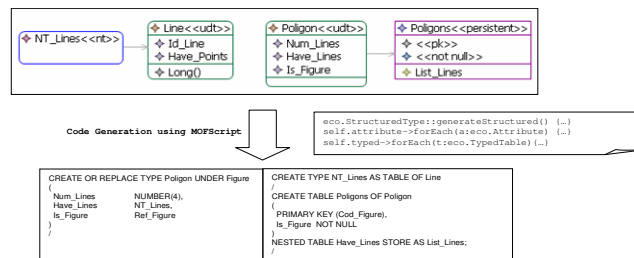 NT_Lines<<nt>>
Line<<udt>>
Id_Line
Have_Points
Long()
Poligon<<udt>>
Num_Lines
Have_Lines
Is_Figure
Poligons<<persistent>>
<<pk>>
<<not null>>
List_Lines
Code Generation using MOFScript
eco.StructuredType::generateStructured() {…}
self.attribute->forEach(a:eco.Attribute) {…}
self.typed->forEach(t:eco.TypedTable){…}
CREATE OR REPLACE TYPE Poligon UNDER Figure
(
Num_Lines NUMBER(4),
Have_Lines NT_Lines,
Is_Figure Ref_Figure
)
/
CREATE TYPE NT_Lines AS TABLE OF Line
/
CREATE TABLE Poligons OF Poligon
(
PRIMARY KEY (Cod_Figure),
Is_Figure NOT NULL
)
NESTED TABLE Have_Lines STORE AS List_Lines;
/